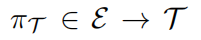 π_𝒯 ∈ ℰ → 𝒯